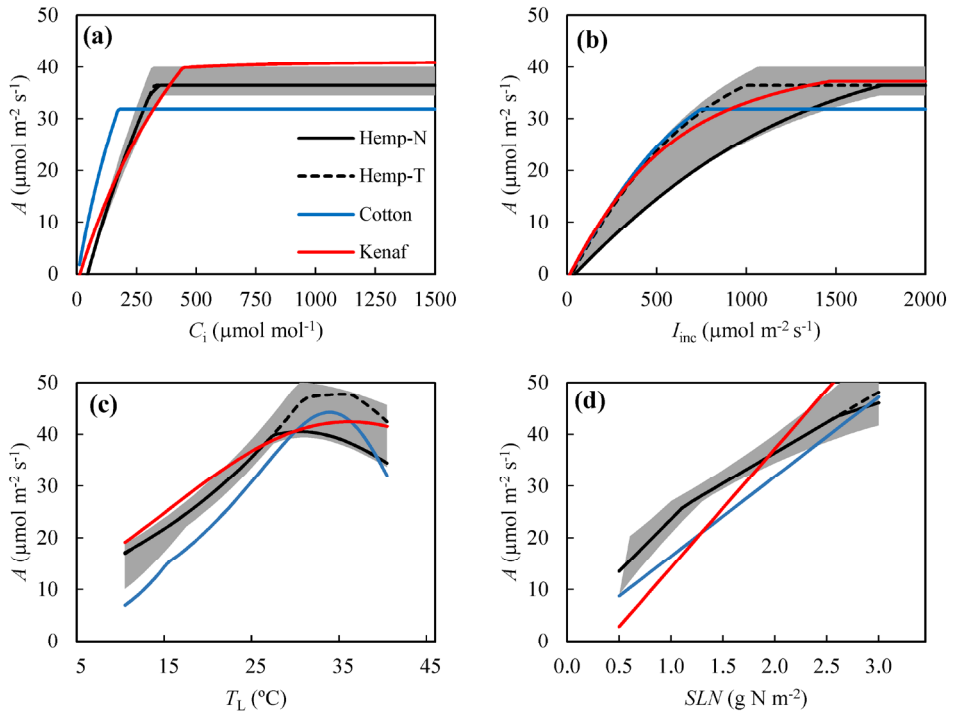 (a)
50
40
30
20
10
0
A (μmol m-2 s-1)
Hemp-N
Hemp-T
Cotton
Kenaf
0 250 500 750 1000 1250 1500
Ci (μmol mol-1)
(b)
50
40
30
20
10
0
A (μmol m-2 s-1)
0 500 1000 1500 2000
Iinc (μmol m-2 s-1)
(c)
50
40
30
20
10
0
A (μmol m-2 s-1)
5 15 25 35 45
TL (ºC)
(d)
50
40
30
20
10
0
A (μmol m-2 s-1)
0.0 0.5 1.0 1.5 2.0 2.5 3.0
SLN (g N m-2)